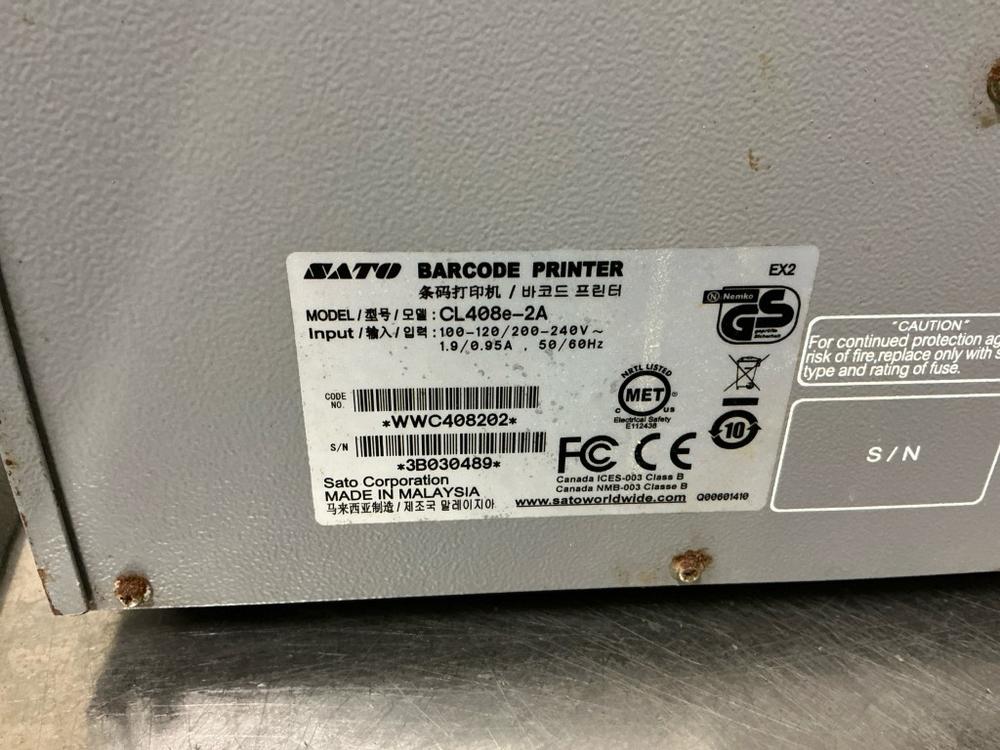 SATO BARCODE PRINTER EX2
条码打印机 / 바코드 프린터
MODEL / 型号 / 모델 : CL408e-2A
Input / 输入 / 입력 : 100-120/200-240V ~
1.9/0.95A , 50/60Hz
N Nemko
GS
geprüfte Sicherheit
NRTL LISTED
MET ®
C US
Electrical Safety
E112438
CODE NO.
*WWC408202*
S/N
*3B030489*
10
FC CE
Sato Corporation
MADE IN MALAYSIA
马来西亚制造 / 제조국 말레이지아
Canada ICES-003 Class B
Canada NMB-003 Classe B
www.satoworldwide.com Q00601410
"CAUTION"
For continued protection ag
risk of fire,replace only with s
type and rating of fuse.
S/N